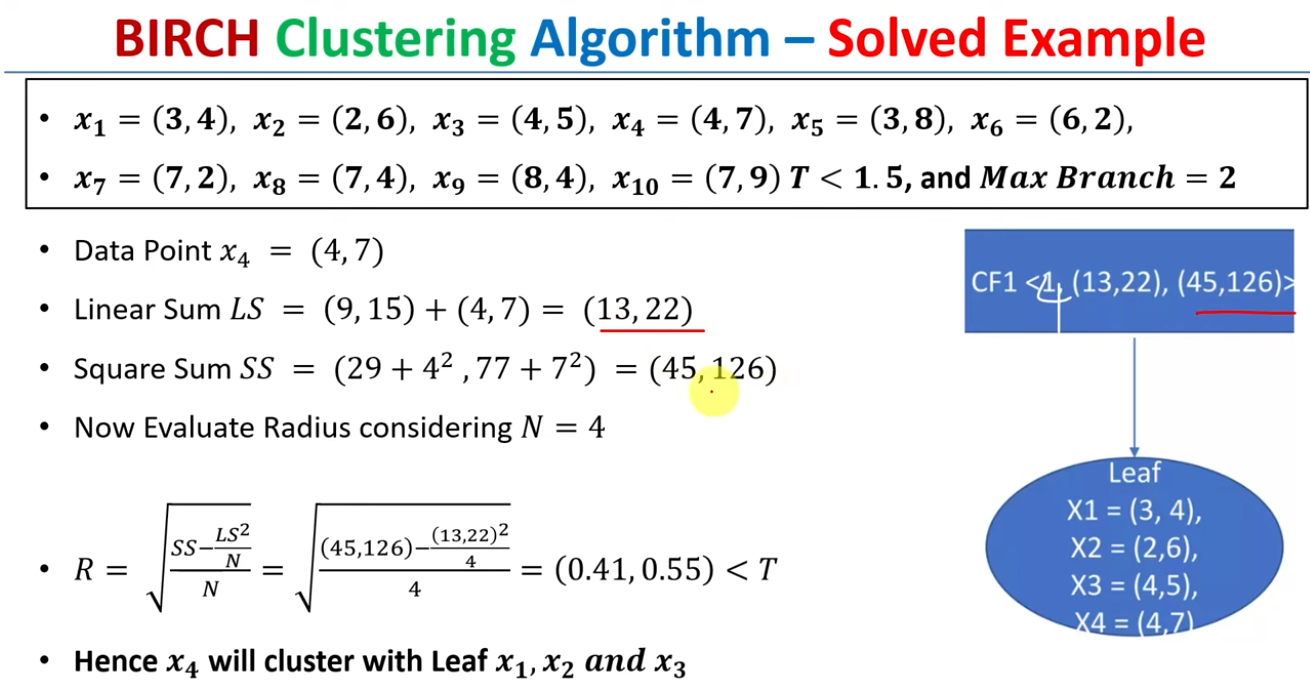 BIRCH Clustering Algorithm – Solved Example
• x₁ = (3, 4), x₂ = (2, 6), x₃ = (4, 5), x₄ = (4, 7), x₅ = (3, 8), x₆ = (6, 2),
• x₇ = (7, 2), x₈ = (7, 4), x₉ = (8, 4), x₁₀ = (7, 9) T < 1.5, and Max Branch = 2
• Data Point x₄ = (4, 7)
• Linear Sum LS = (9, 15) + (4, 7) = (13, 22)
• Square Sum SS = (29 + 4² , 77 + 7²) = (45, 126)
• Now Evaluate Radius considering N = 4
• R = √((SS−LS²/N)/N) = √(((45,126)−(13,22)²/4)/4) = (0.41, 0.55) < T
• Hence x₄ will cluster with Leaf x₁, x₂ and x₃
CF1 <4, (13,22), (45,126)>
Leaf
X1 = (3, 4),
X2 = (2,6),
X3 = (4,5),
X4 = (4,7)